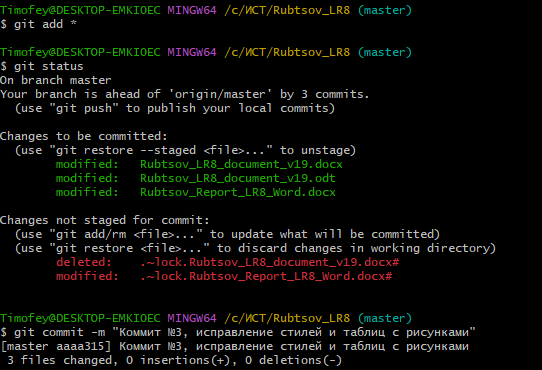 Timofey@DESKTOP-EMKIOEC MINGW64 /c/ИСТ/Rubtsov_LR8 (master)
$ git add *
Timofey@DESKTOP-EMKIOEC MINGW64 /c/ИСТ/Rubtsov_LR8 (master)
$ git status
On branch master
Your branch is ahead of 'origin/master' by 3 commits.
(use "git push" to publish your local commits)
Changes to be committed:
(use "git restore --staged <file>..." to unstage)
modified:   Rubtsov_LR8_document_v19.docx
modified:   Rubtsov_LR8_document_v19.odt
modified:   Rubtsov_Report_LR8_Word.docx
Changes not staged for commit:
(use "git add/rm <file>..." to update what will be committed)
(use "git restore <file>..." to discard changes in working directory)
deleted:    .~lock.Rubtsov_LR8_document_v19.docx#
modified:   .~lock.Rubtsov_Report_LR8_Word.docx#
Timofey@DESKTOP-EMKIOEC MINGW64 /c/ИСТ/Rubtsov_LR8 (master)
$ git commit -m "Коммит №3, исправление стилей и таблиц с рисунками"
[master aaaa315] Коммит №3, исправление стилей и таблиц с рисунками
3 files changed, 0 insertions(+), 0 deletions(-)